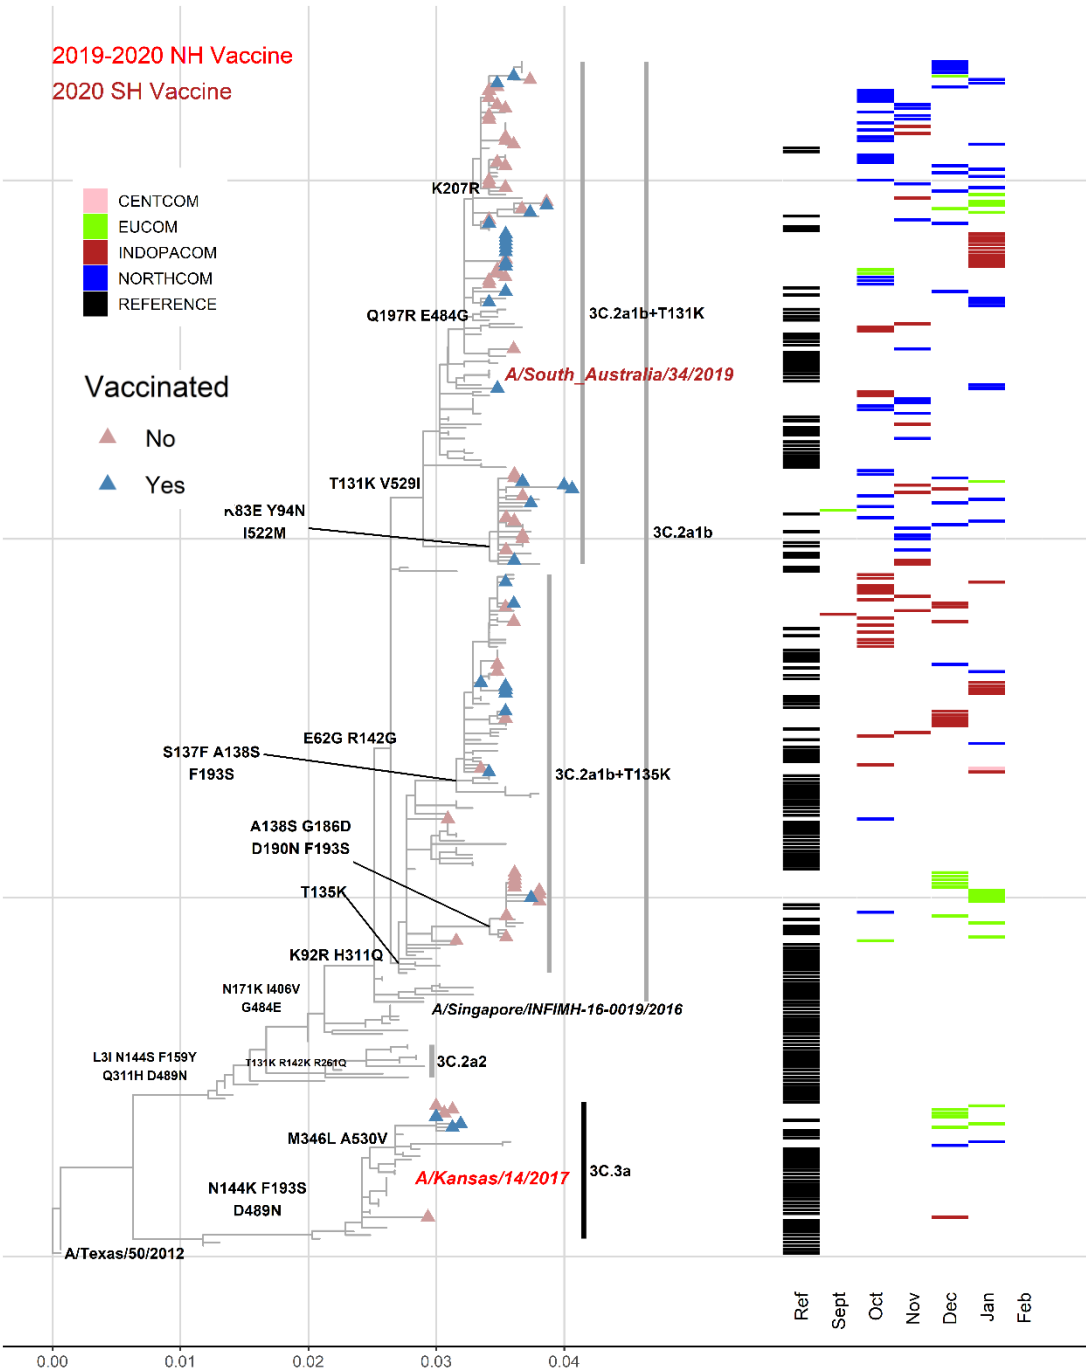 2019-2020 NH Vaccine
2020 SH Vaccine
CENTCOM
EUCOM
INDOPACOM
NORTHCOM
REFERENCE
Vaccinated
No
Yes
K207R
Q197R E484G
3C.2a1b+T131K
A/South_Australia/34/2019
T131K V529I
K83E Y94N
I522M
3C.2a1b
E62G R142G
S137F A138S
F193S
3C.2a1b+T135K
A138S G186D
D190N F193S
T135K
K92R H311Q
N171K I406V
G484E
A/Singapore/INFIMH-16-0019/2016
L3I N144S F159Y
Q311H D489N
T131K R142K R261Q
3C.2a2
M346L A530V
A/Kansas/14/2017
3C.3a
N144K F193S
D489N
A/Texas/50/2012
Ref
Sept
Oct
Nov
Dec
Jan
Feb
0.00
0.01
0.02
0.03
0.04